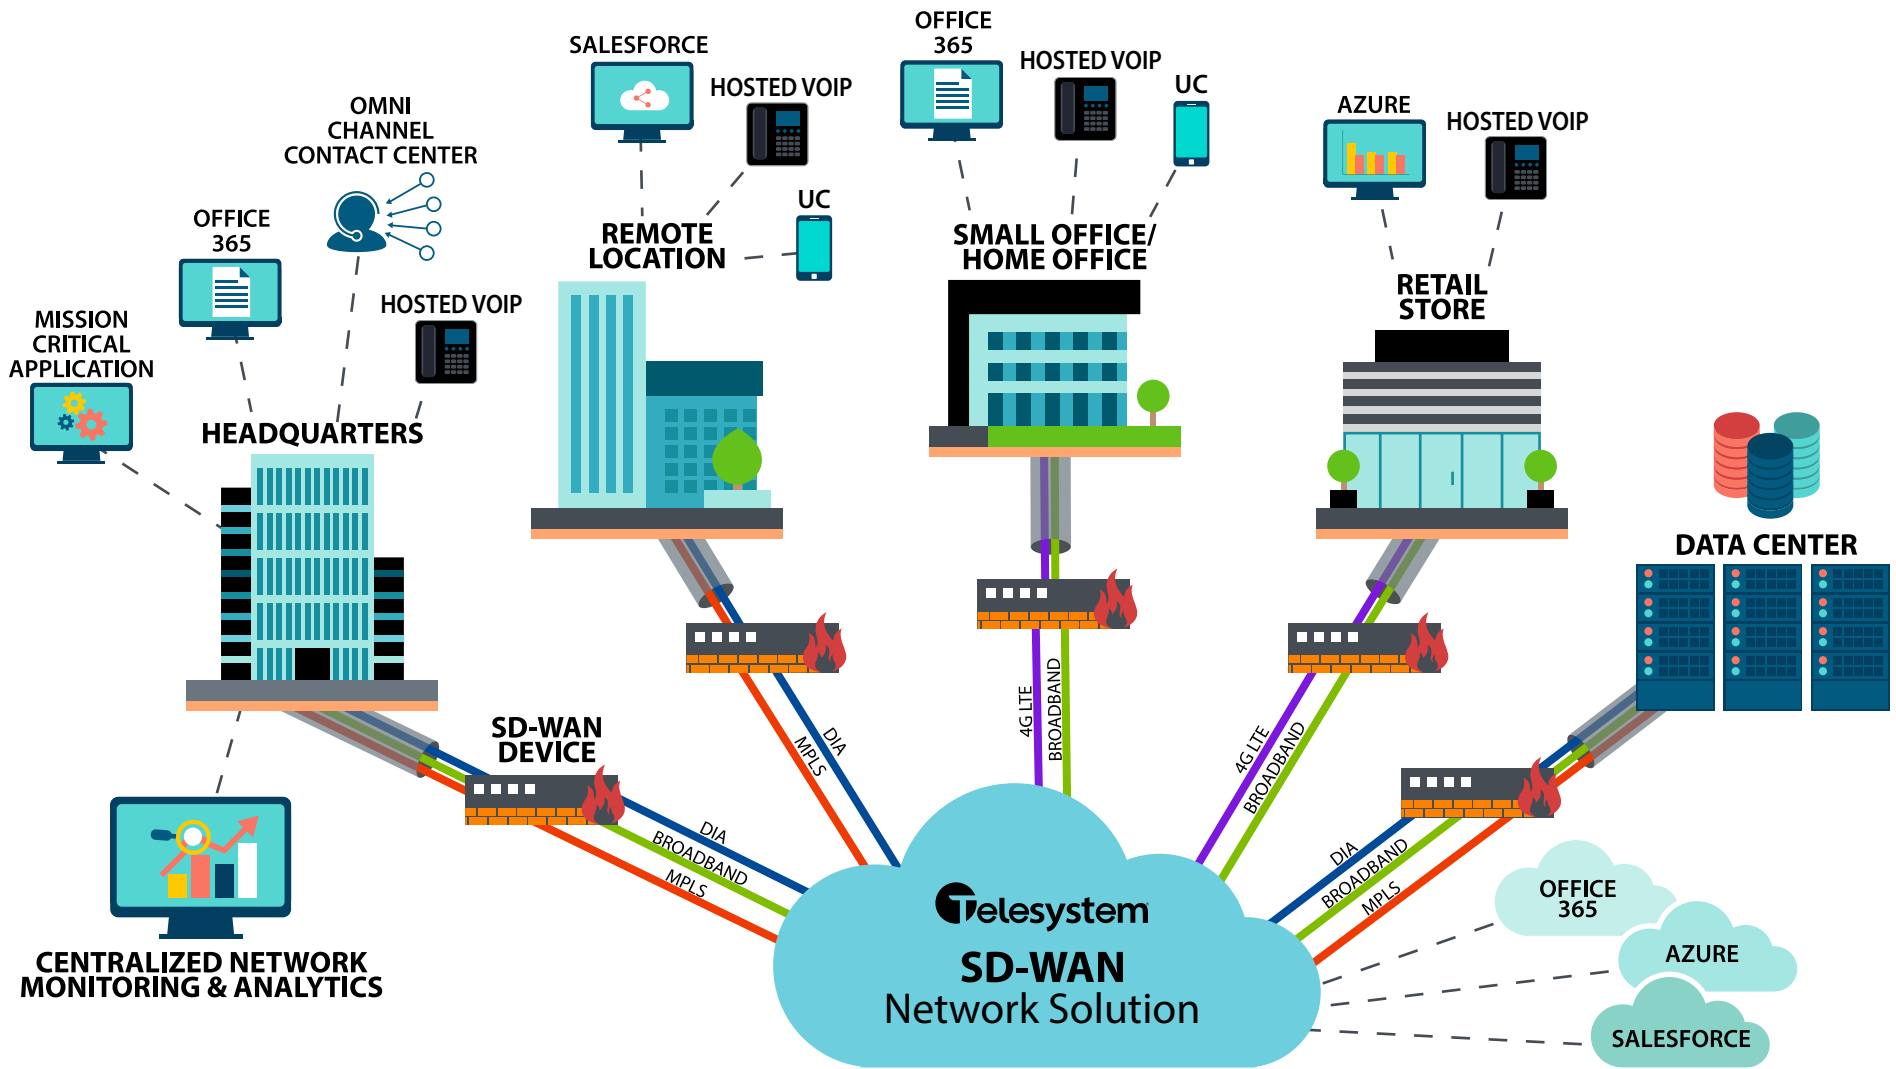 OFFICE
365
SALESFORCE
HOSTED VOIP
UC
HOSTED VOIP
OMNI
CHANNEL
CONTACT CENTER
AZURE
HOSTED VOIP
UC
OFFICE
365
REMOTE
LOCATION
SMALL OFFICE/
HOME OFFICE
RETAIL
STORE
HOSTED VOIP
MISSION
CRITICAL
APPLICATION
HEADQUARTERS
DATA CENTER
SD-WAN
DEVICE
DIA
MPLS
4G LTE
BROADBAND
4G LTE
BROADBAND
DIA
BROADBAND
MPLS
DIA
BROADBAND
MPLS
Telesystem
SD-WAN
Network Solution
OFFICE
365
AZURE
SALESFORCE
CENTRALIZED NETWORK
MONITORING & ANALYTICS